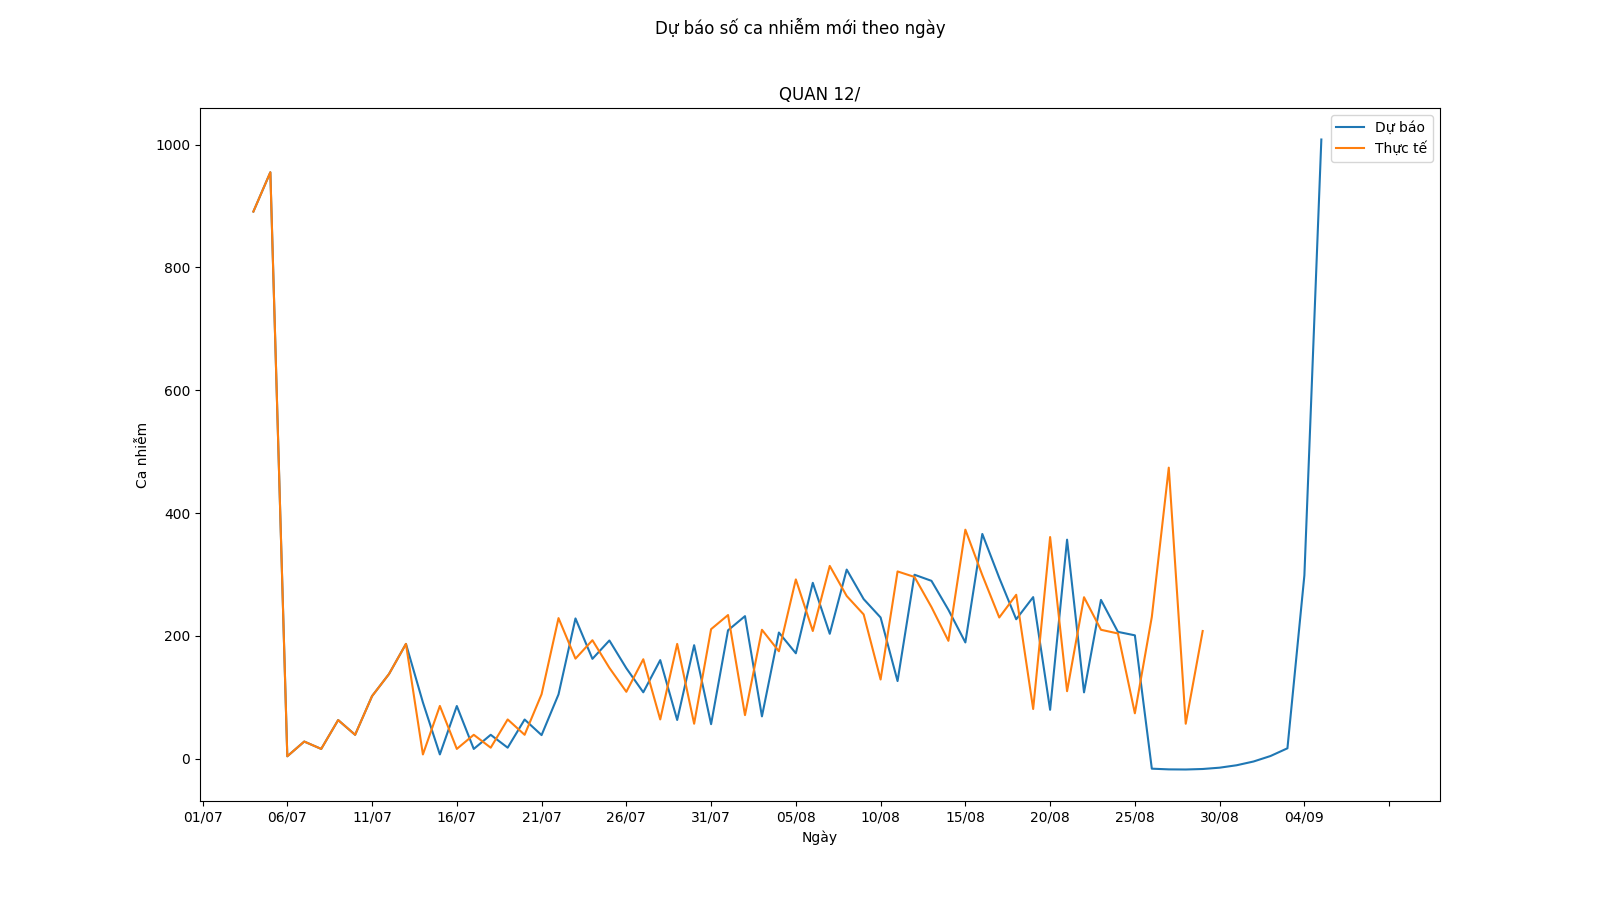 Dự báo số ca nhiễm mới theo ngày
QUAN 12/
Dự báo
Thực tế
1000
800
600
400
200
0
Ca nhiễm
01/07 06/07 11/07 16/07 21/07 26/07 31/07 05/08 10/08 15/08 20/08 25/08 30/08 04/09
Ngày